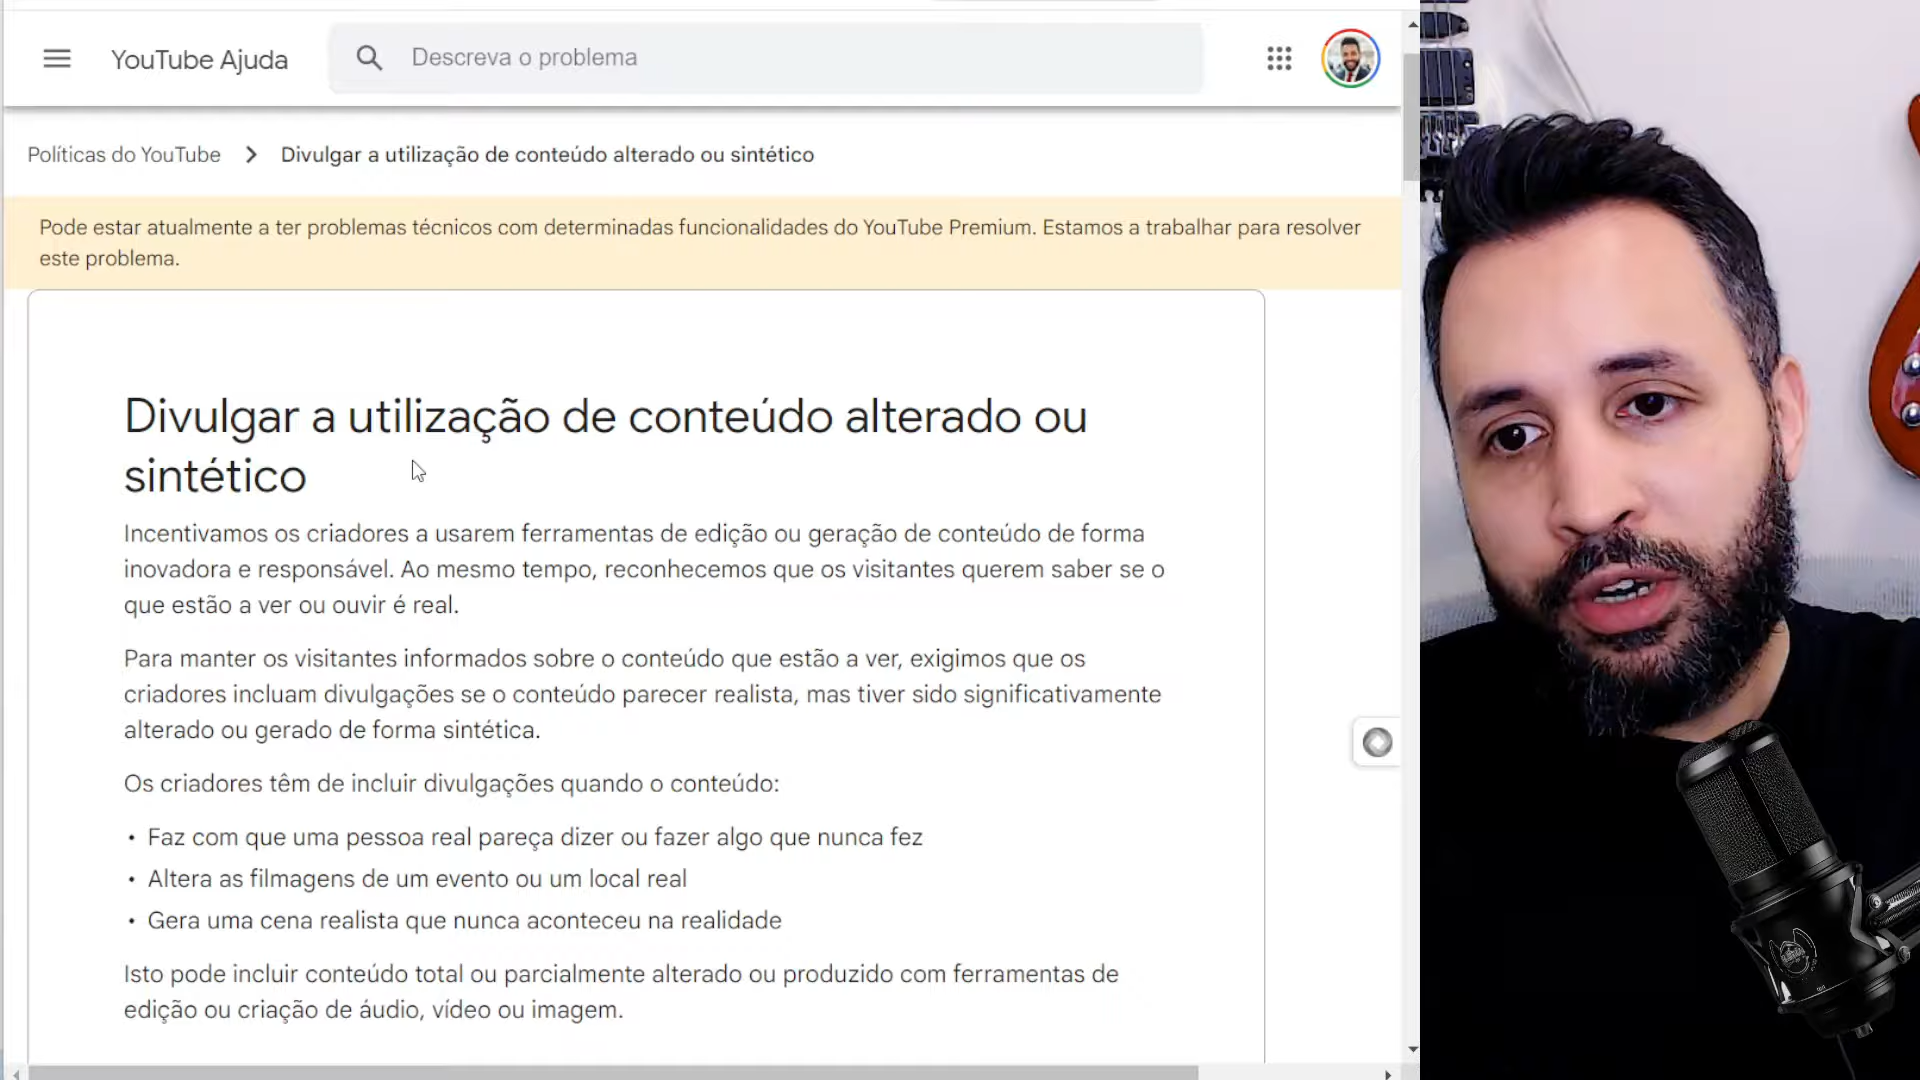 YouTube Ajuda
Descreva o problema
Políticas do YouTube
Divulgar a utilização de conteúdo alterado ou sintético
Pode estar atualmente a ter problemas técnicos com determinadas funcionalidades do YouTube Premium. Estamos a trabalhar para resolver
este problema.
Divulgar a utilização de conteúdo alterado ou
sintético
Incentivamos os criadores a usarem ferramentas de edição ou geração de conteúdo de forma
inovadora e responsável. Ao mesmo tempo, reconhecemos que os visitantes querem saber se o
que estão a ver ou ouvir é real.
Para manter os visitantes informados sobre o conteúdo que estão a ver, exigimos que os
criadores incluam divulgações se o conteúdo parecer realista, mas tiver sido significativamente
alterado ou gerado de forma sintética.
Os criadores têm de incluir divulgações quando o conteúdo:
• Faz com que uma pessoa real pareça dizer ou fazer algo que nunca fez
• Altera as filmagens de um evento ou um local real
• Gera uma cena realista que nunca aconteceu na realidade
Isto pode incluir conteúdo total ou parcialmente alterado ou produzido com ferramentas de
edição ou criação de áudio, vídeo ou imagem.